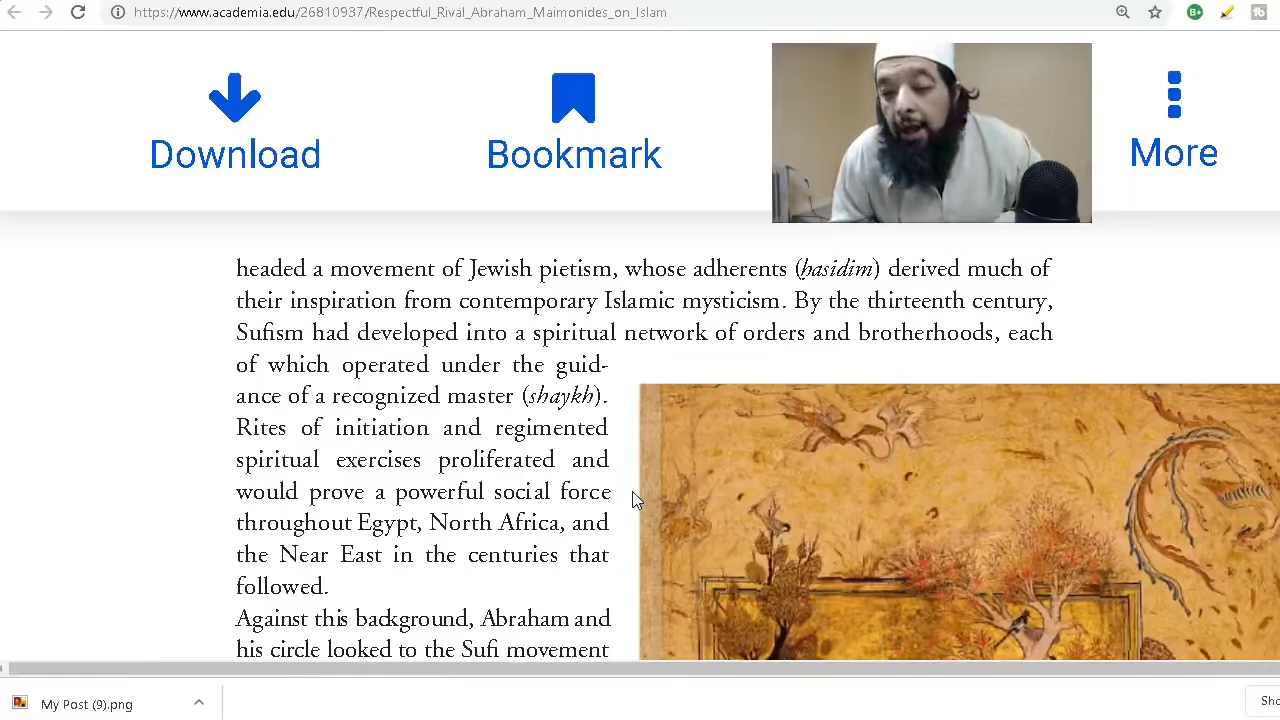 https://www.academia.edu/26810937/Respectful_Rival_Abraham_Maimonides_on_Islam
B+
Download
Bookmark
More
headed a movement of Jewish pietism, whose adherents (ḥasidim) derived much of
their inspiration from contemporary Islamic mysticism. By the thirteenth century,
Sufism had developed into a spiritual network of orders and brotherhoods, each
of which operated under the guid-
ance of a recognized master (shaykh).
Rites of initiation and regimented
spiritual exercises proliferated and
would prove a powerful social force
throughout Egypt, North Africa, and
the Near East in the centuries that
followed.
Against this background, Abraham and
his circle looked to the Sufi movement
My Post (9).png
Sho